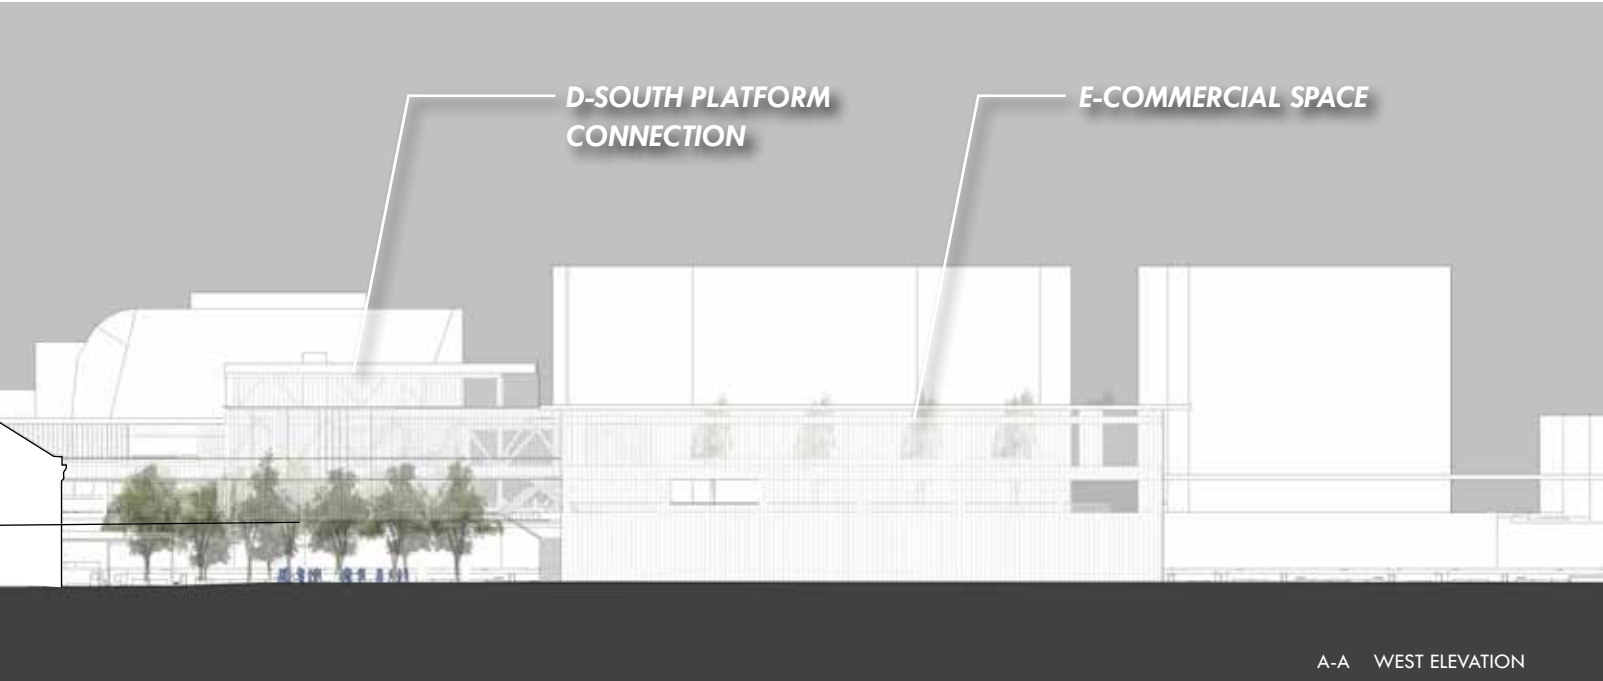 D-SOUTH PLATFORM
CONNECTION
E-COMMERCIAL SPACE
A-A WEST ELEVATION